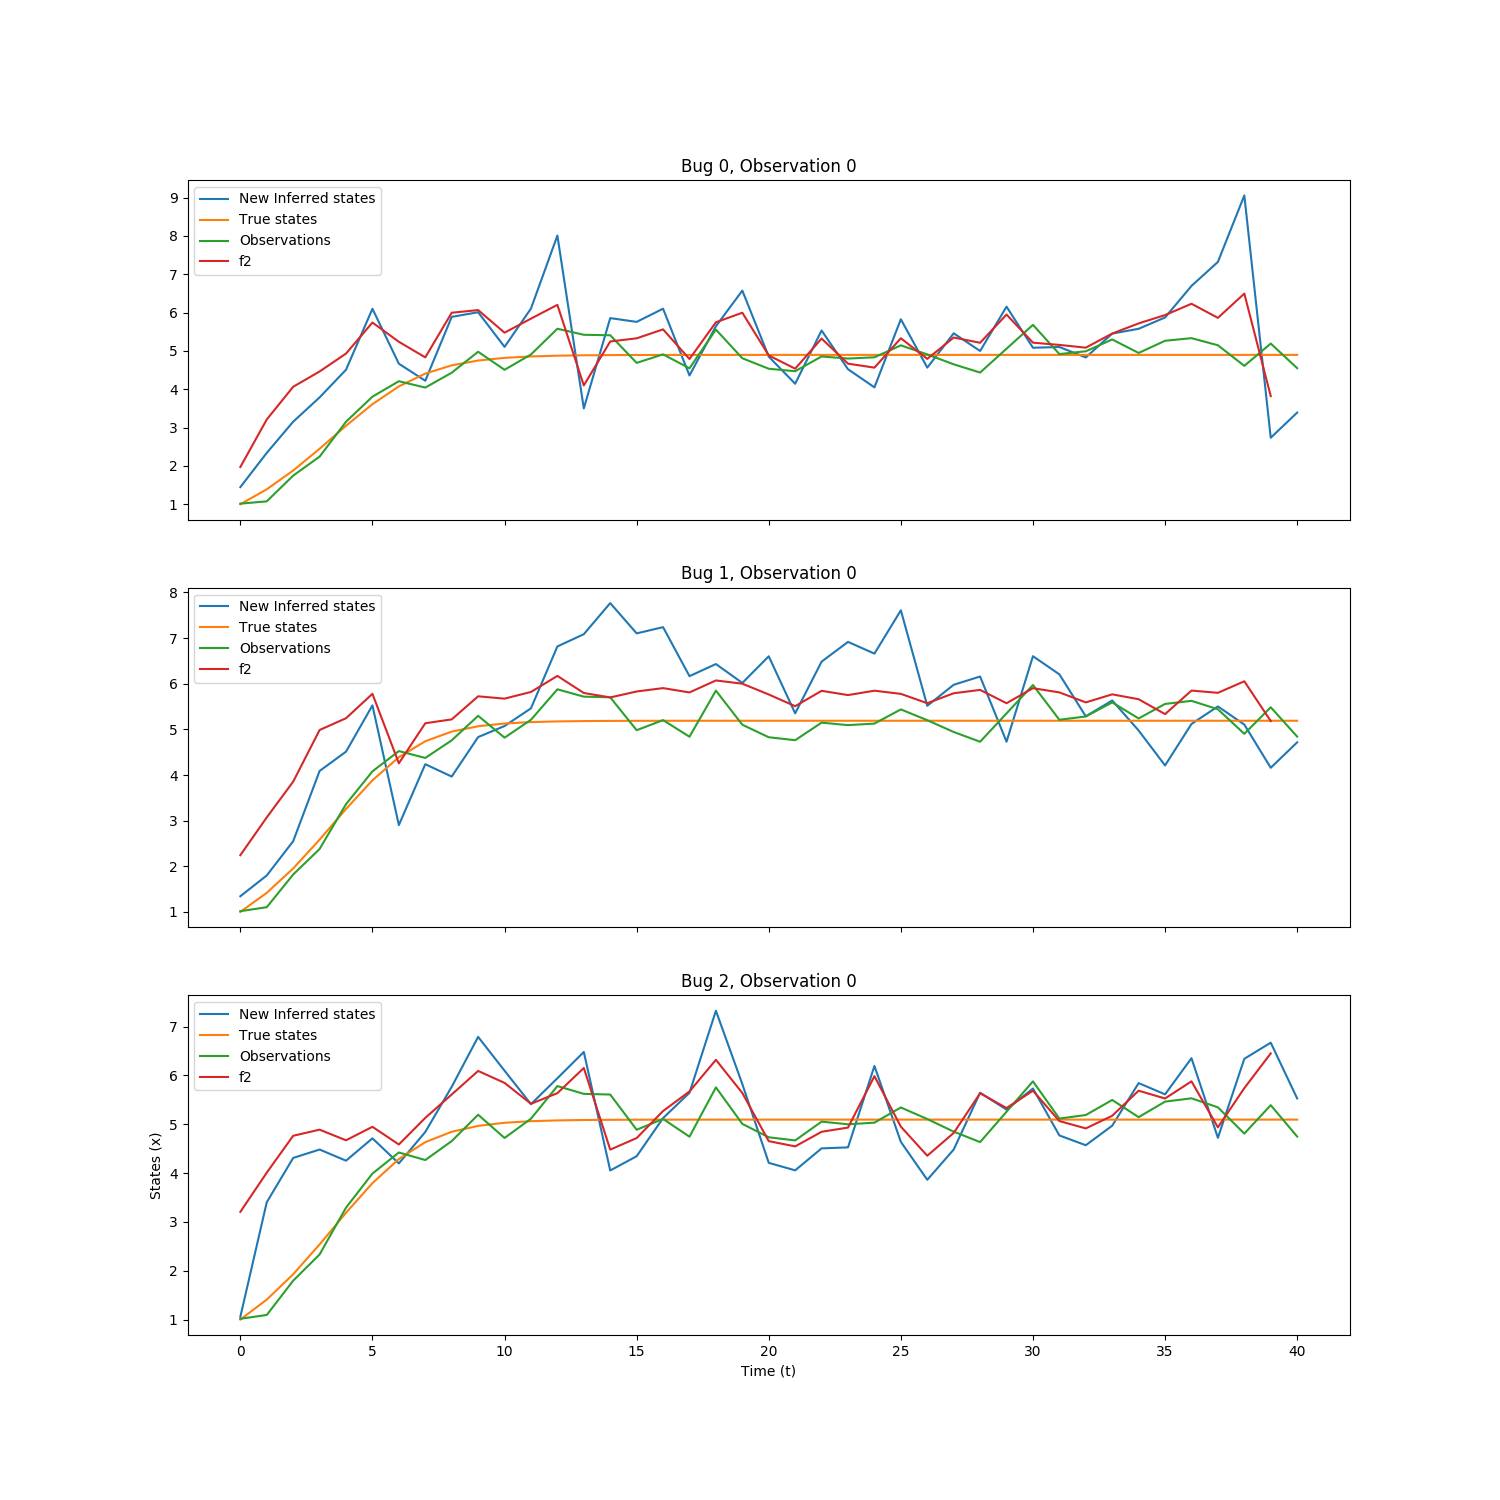 Bug 0, Observation 0
New Inferred states
True states
Observations
f2
9
8
7
6
5
4
3
2
1
Bug 1, Observation 0
New Inferred states
True states
Observations
f2
8
7
6
5
4
3
2
1
Bug 2, Observation 0
New Inferred states
True states
Observations
f2
7
6
5
4
3
2
1
States (x)
0 5 10 15 20 25 30 35 40
Time (t)